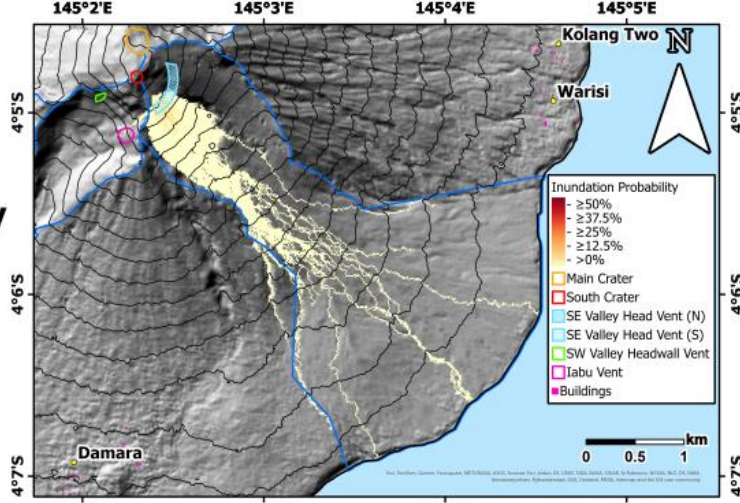 145°2'E
145°3'E
145°4'E
145°5'E
Kolang Two
N
Warisi
4°5'S
4°5'S
Inundation Probability
- ≥50%
- ≥37.5%
- ≥25%
- ≥12.5%
- >0%
Main Crater
South Crater
SE Valley Head Vent (N)
SE Valley Head Vent (S)
SW Valley Headwall Vent
Iabu Vent
Buildings
4°6'S
4°6'S
0 0.5 1 km
Damara
4°7'S
4°7'S